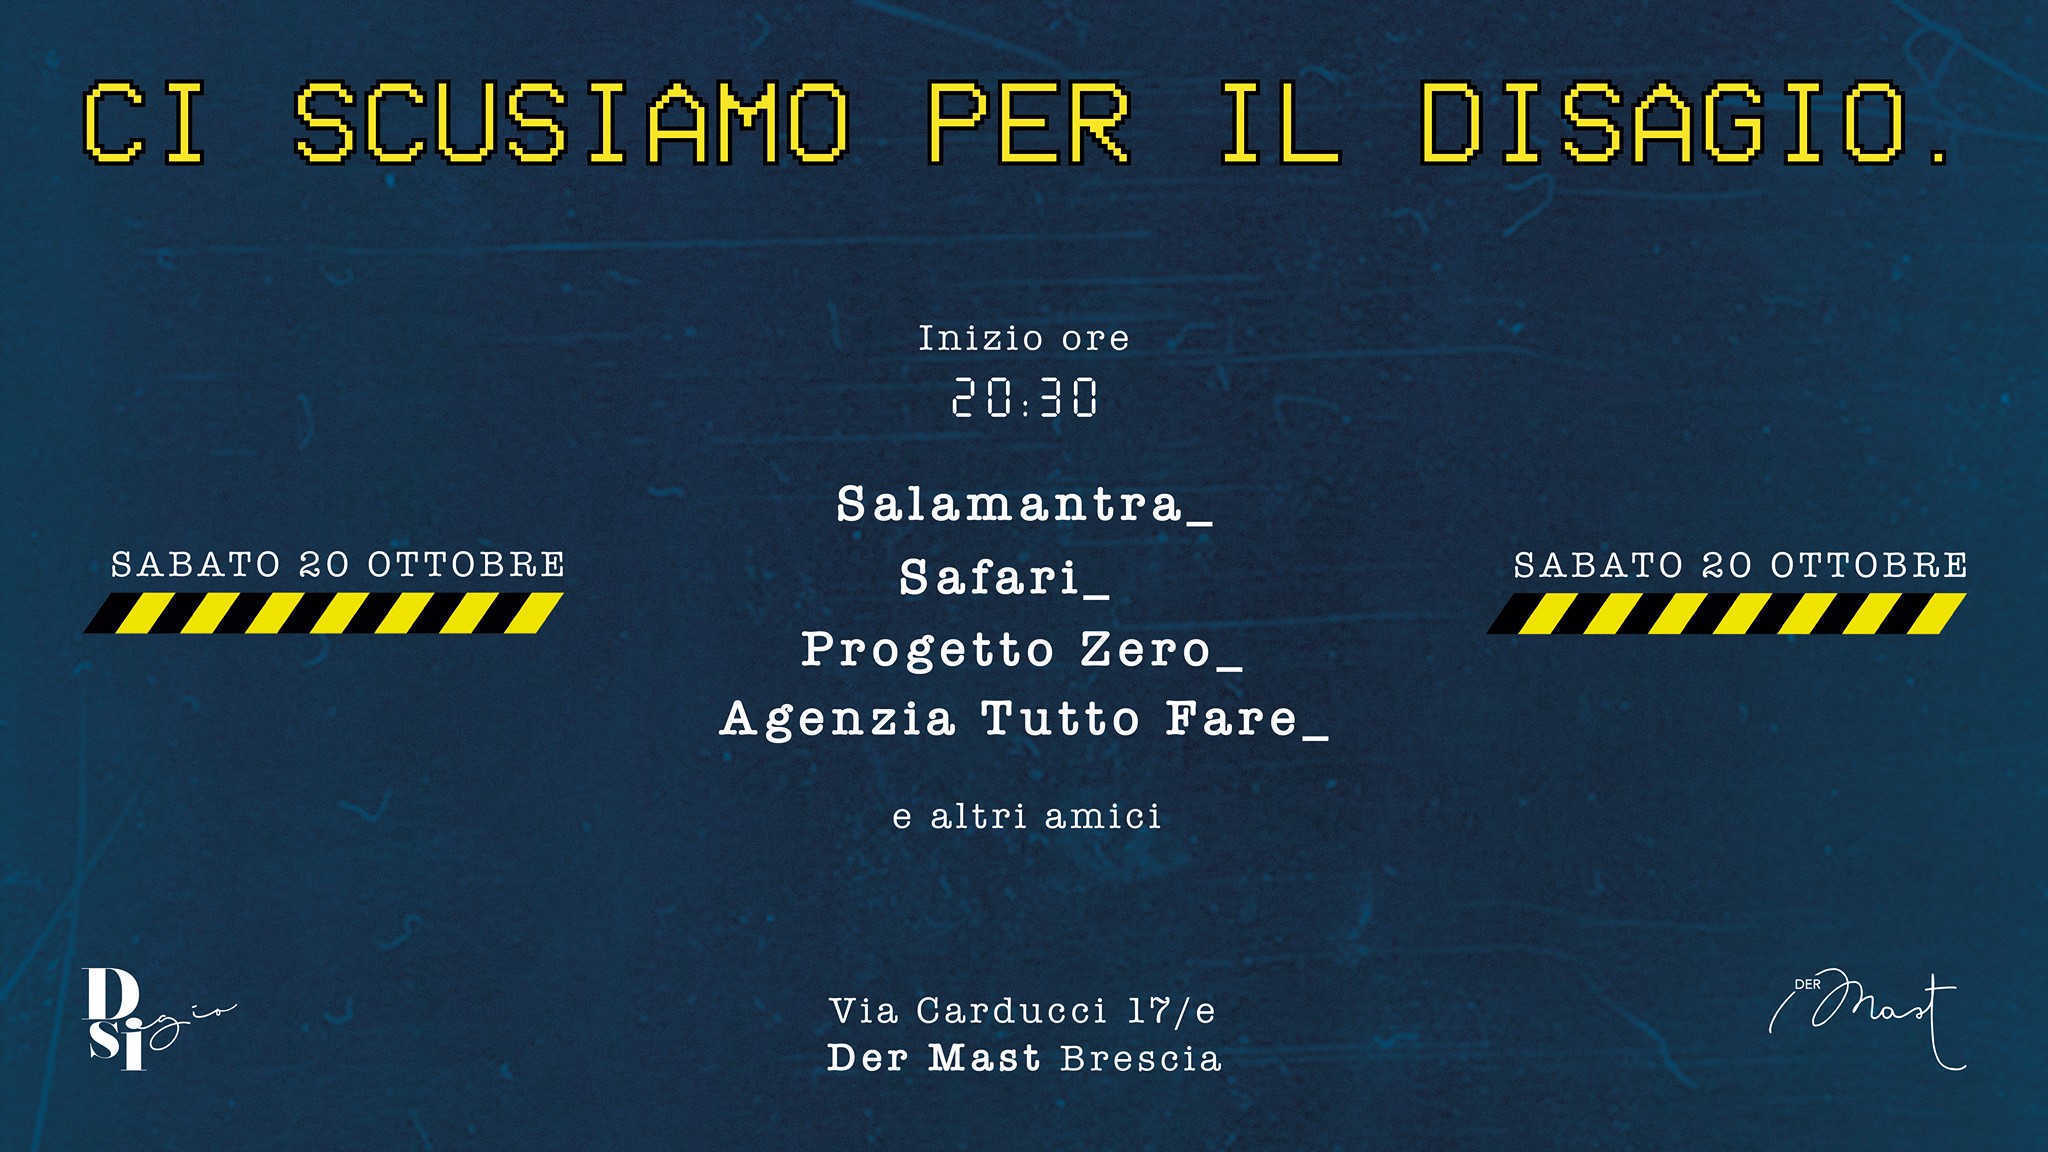 CI SCUSIAMO PER IL DISAGIO.
Inizio ore
20:30
Salamantra_
Safari_
Progetto Zero_
Agenzia Tutto Fare_
e altri amici
SABATO 20 OTTOBRE
SABATO 20 OTTOBRE
Via Carducci 17/e
Der Mast Brescia
D
Sigio
DER Mast